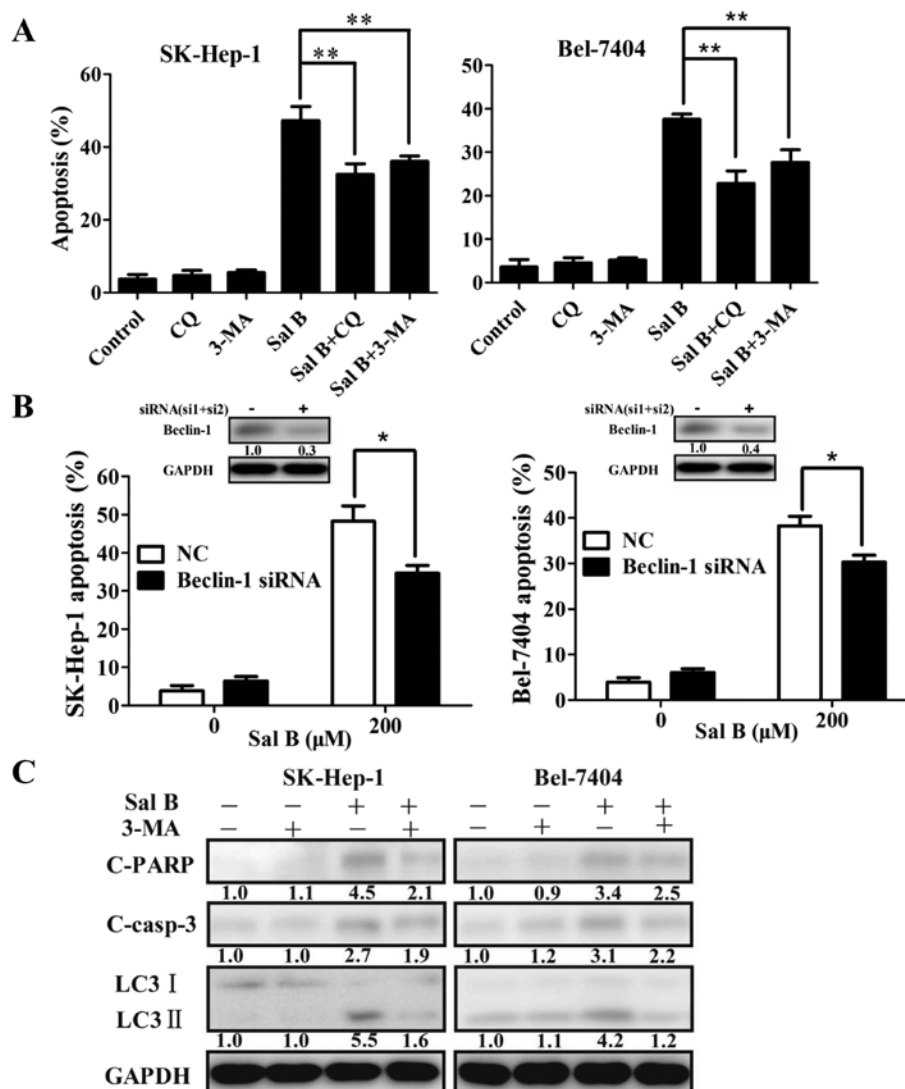 A
SK-Hep-1
Bel-7404
** **
** **
Apoptosis (%)
60
40
20
0
50
40
30
20
10
0
Control CQ 3-MA Sal B Sal B+CQ Sal B+3-MA
Control CQ 3-MA Sal B Sal B+CQ Sal B+3-MA
B
siRNA(si1+si2) - +
Beclin-1
1.0 0.3
GAPDH
*
SK-Hep-1 apoptosis (%)
60
50
40
30
20
10
0
NC
Beclin-1 siRNA
0 200
Sal B (μM)
siRNA(si1+si2) - +
Beclin-1
1.0 0.4
GAPDH
*
Bel-7404 apoptosis (%)
50
40
30
20
10
0
NC
Beclin-1 siRNA
0 200
Sal B (μM)
C
SK-Hep-1 Bel-7404
Sal B − − + + − − + +
3-MA − + − + − + − +
C-PARP
1.0 1.1 4.5 2.1 1.0 0.9 3.4 2.5
C-casp-3
1.0 1.0 2.7 1.9 1.0 1.2 3.1 2.2
LC3 Ⅰ
LC3 Ⅱ
1.0 1.0 5.5 1.6 1.0 1.1 4.2 1.2
GAPDH